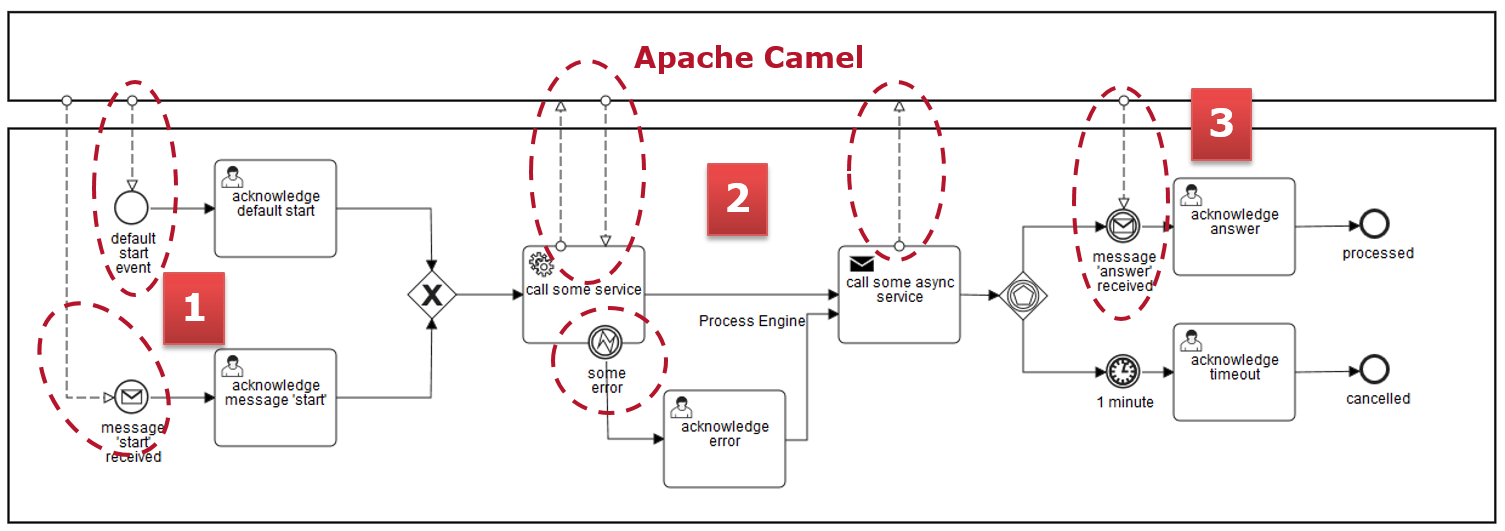 Apache Camel
3
acknowledge
default start
default
start
event
1
message
'start'
received
acknowledge
message 'start'
X
2
call some service
Process Engine
some
error
acknowledge
error
call some async
service
message
'answer'
received
acknowledge
answer
processed
1 minute
acknowledge
timeout
cancelled